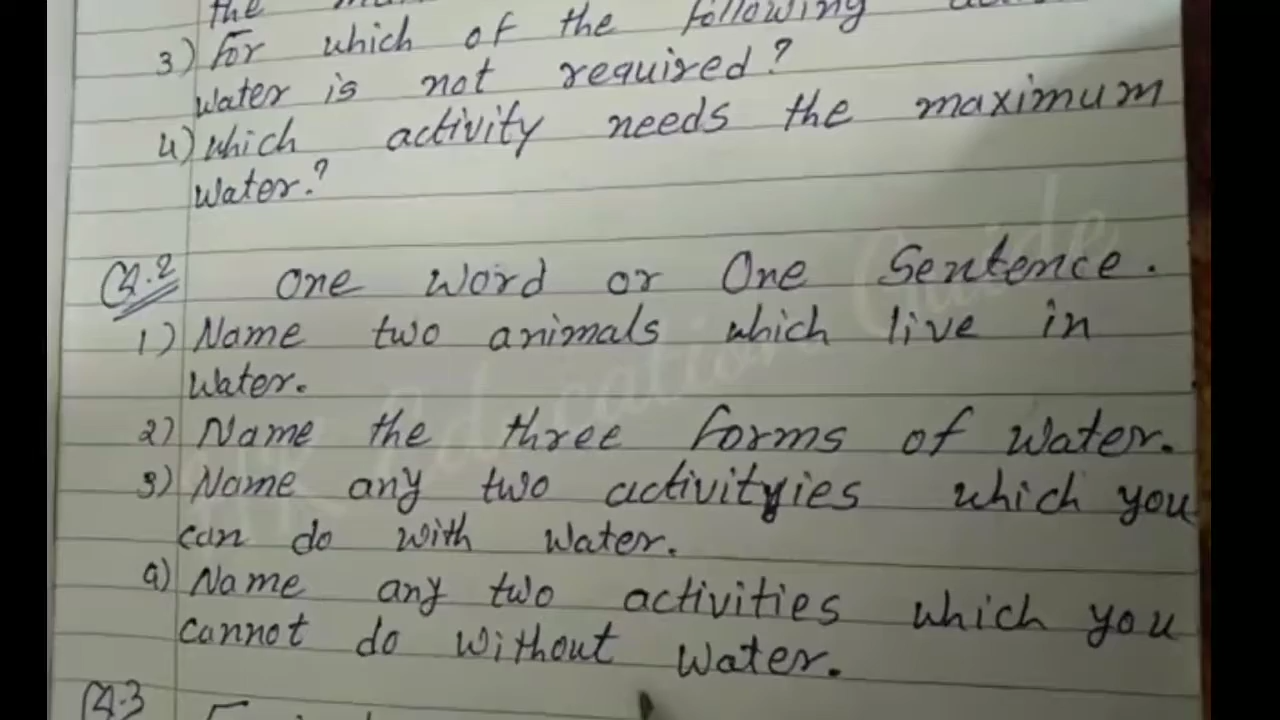 the
3) For which of the following
water is not required?
4) which activity needs the maximum
water.?
Q.2 One Word or One Sentence.
1) Name two animals which live in
water.
2) Name the three forms of water.
3) Name any two activityies which you
can do with water.
a) Name any two activities which you
cannot do without water.
Q.3